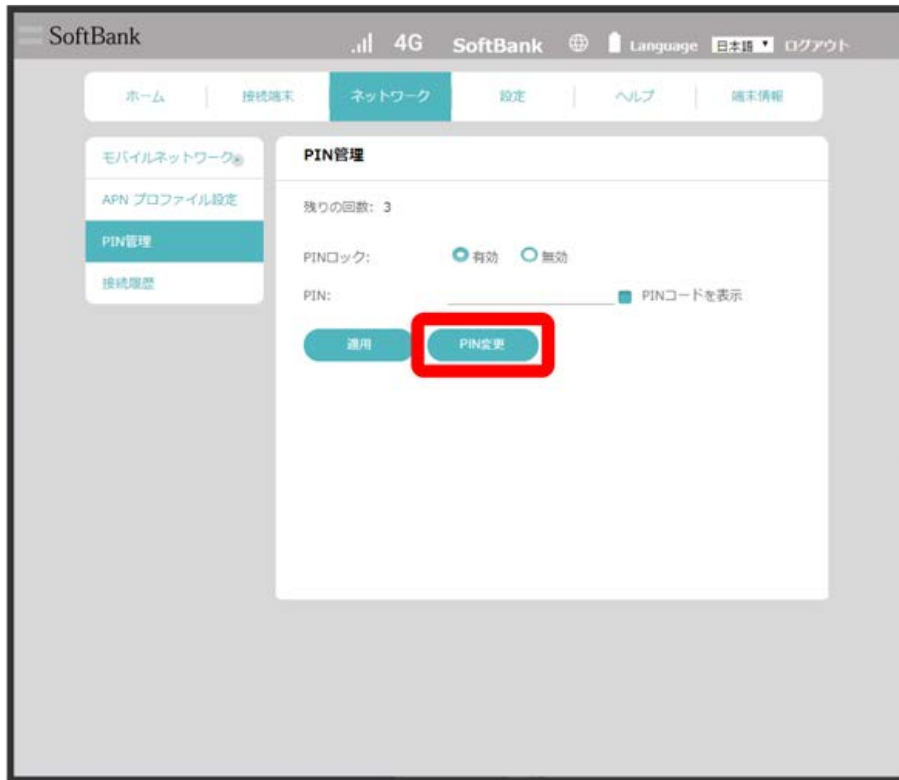 SoftBank
4G SoftBank Language 日本語 ログアウト
ホーム 接続端末 ネットワーク 設定 ヘルプ 端末情報
モバイルネットワーク
APN プロファイル設定
PIN管理
接続履歴
PIN管理
残りの回数: 3
PINロック: 有効 無効
PIN: PINコードを表示
適用 PIN変更